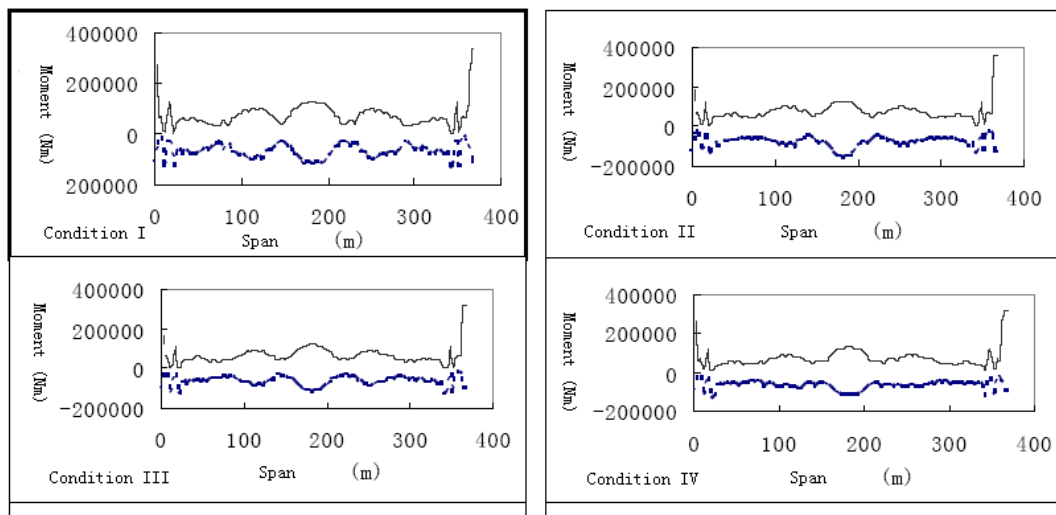 400000
200000
0
200000
Moment (Nm)
0 100 200 300 400
Condition I
Span (m)
400000
200000
0
-200000
Moment (Nm)
0 100 200 300 400
Condition II
Span (m)
400000
200000
0
-200000
Moment (Nm)
0 100 200 300 400
Condition III
Span (m)
400000
200000
0
-200000
Moment (Nm)
0 100 200 300 400
Condition IV
Span (m)